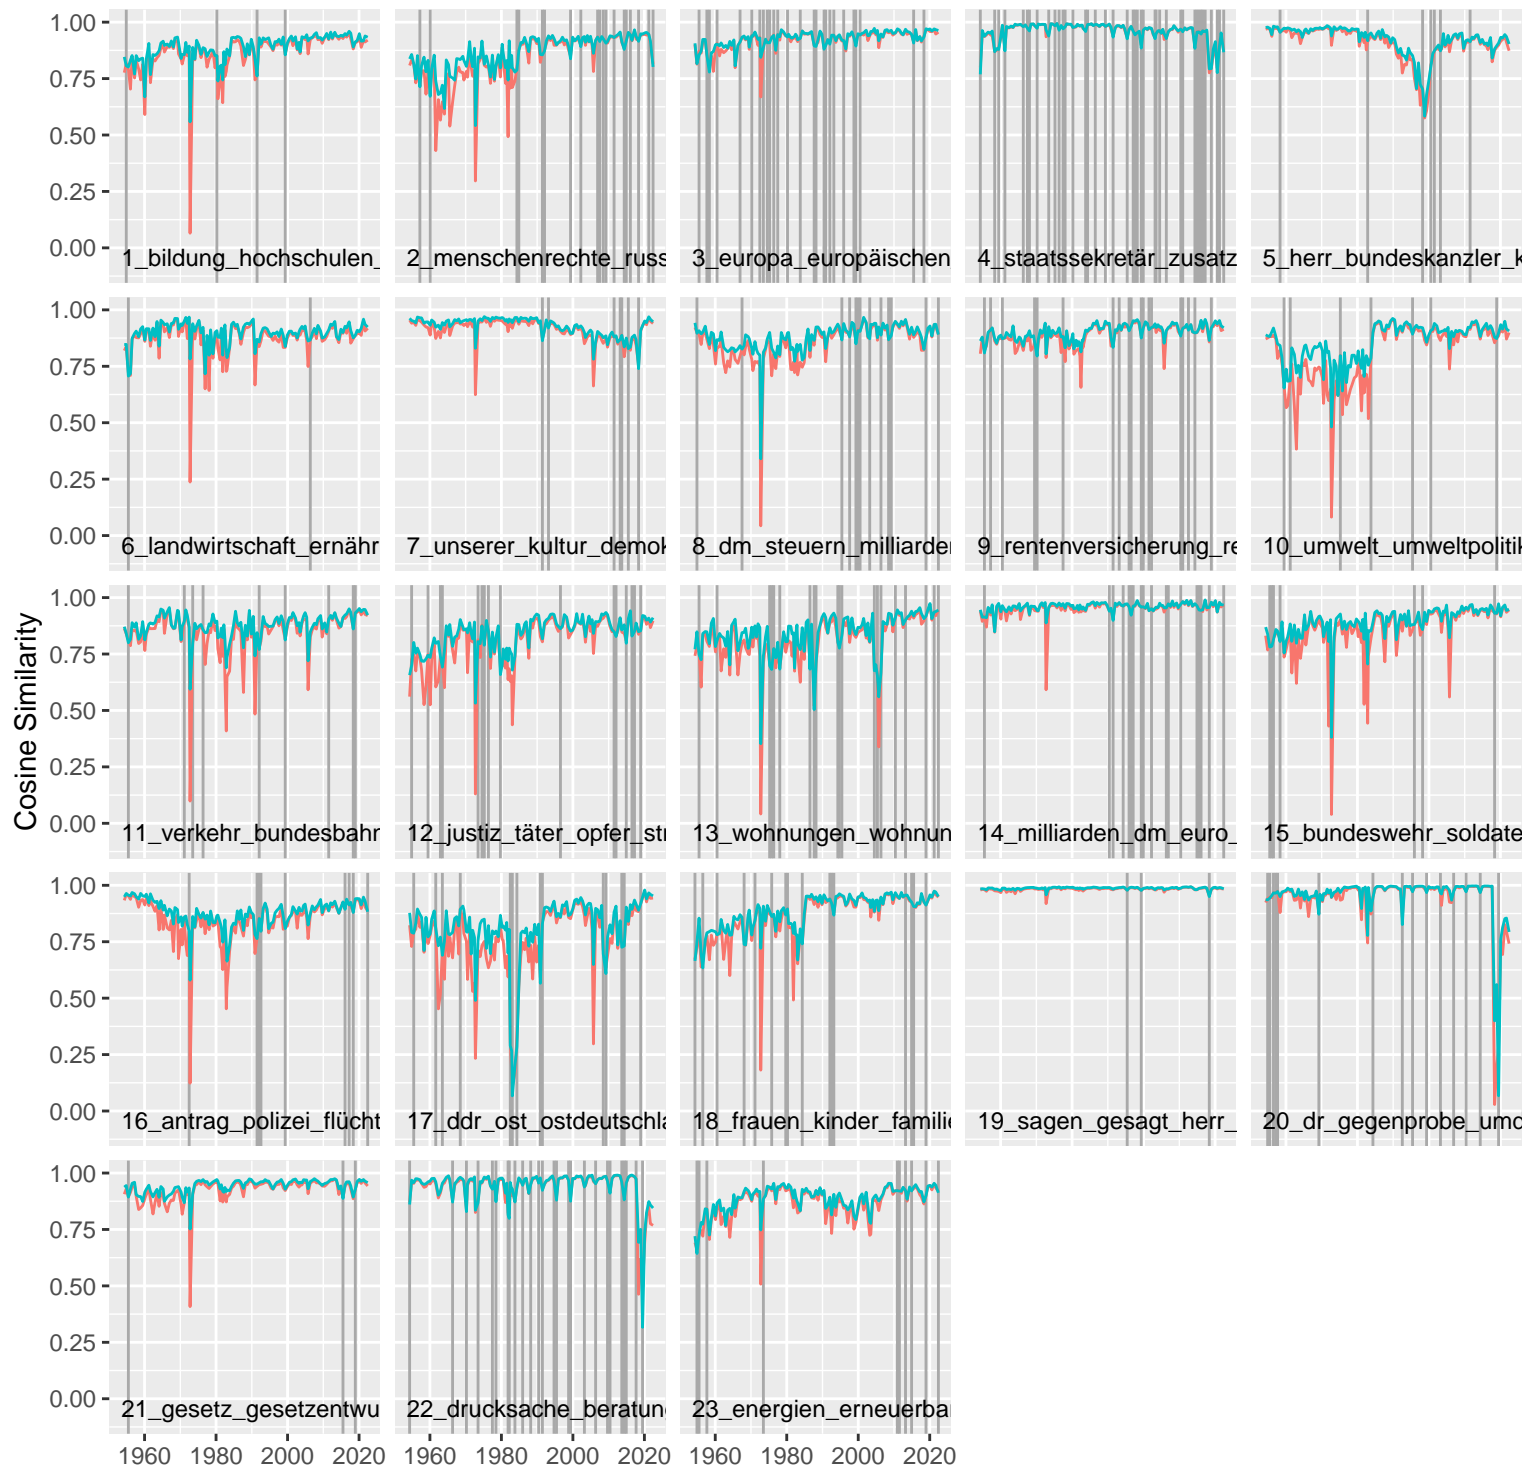 Cosine Similarity
1.00
0.75
0.50
0.25
0.00
1_bildung_hochschulen_
2_menschenrechte_russ
3_europa_europäischen_
4_staatssekretär_zusatz
5_herr_bundeskanzler_k
1.00
0.75
0.50
0.25
0.00
6_landwirtschaft_ernähr
7_unserer_kultur_demok
8_dm_steuern_milliarden
9_rentenversicherung_re
10_umwelt_umweltpolitik
1.00
0.75
0.50
0.25
0.00
11_verkehr_bundesbahn
12_justiz_täter_opfer_str
13_wohnungen_wohnun
14_milliarden_dm_euro_
15_bundeswehr_soldate
1.00
0.75
0.50
0.25
0.00
16_antrag_polizei_flücht
17_ddr_ost_ostdeutschla
18_frauen_kinder_familie
19_sagen_gesagt_herr_
20_dr_gegenprobe_umd
1.00
0.75
0.50
0.25
0.00
21_gesetz_gesetzentwu
22_drucksache_beratung
23_energien_erneuerbar
1960 1980 2000 2020
1960 1980 2000 2020
1960 1980 2000 2020